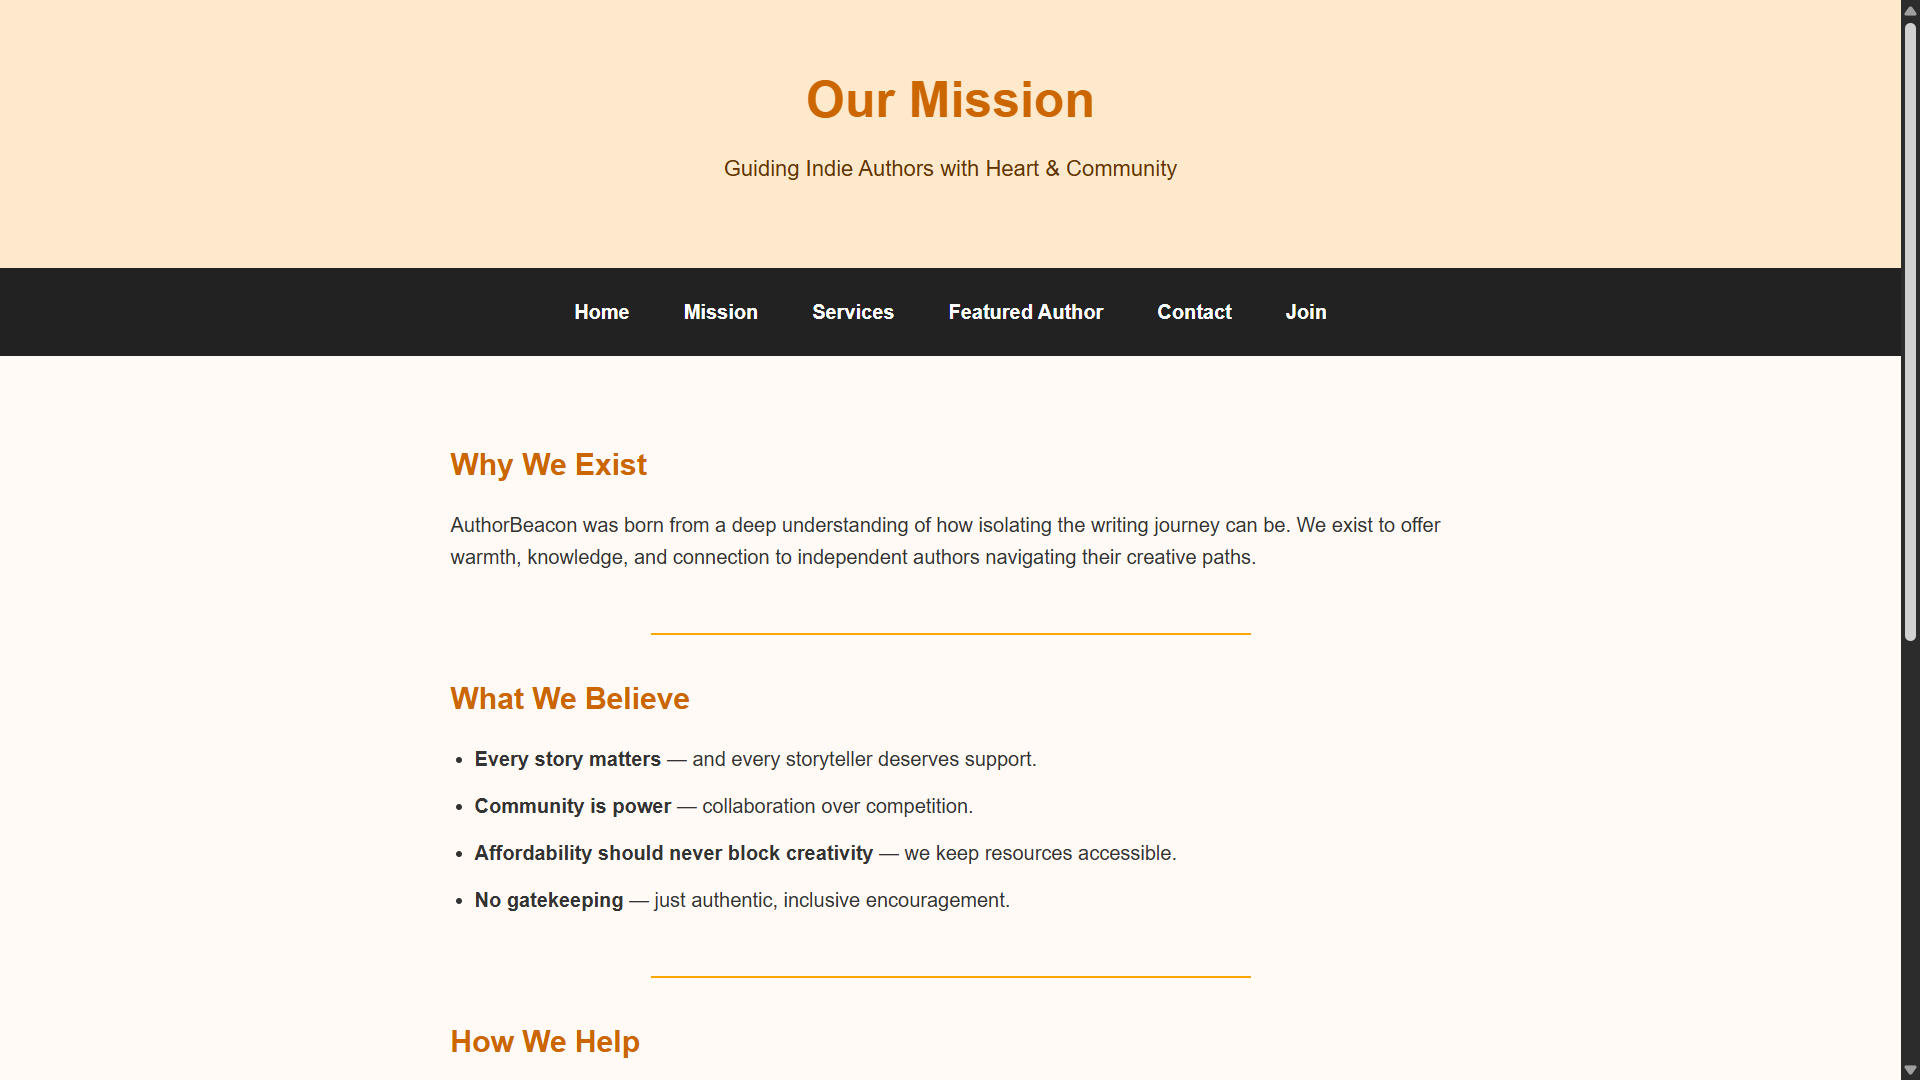 Our Mission
Guiding Indie Authors with Heart & Community
Home Mission Services Featured Author Contact Join
Why We Exist
AuthorBeacon was born from a deep understanding of how isolating the writing journey can be. We exist to offer
warmth, knowledge, and connection to independent authors navigating their creative paths.
What We Believe
• Every story matters — and every storyteller deserves support.
• Community is power — collaboration over competition.
• Affordability should never block creativity — we keep resources accessible.
• No gatekeeping — just authentic, inclusive encouragement.
How We Help